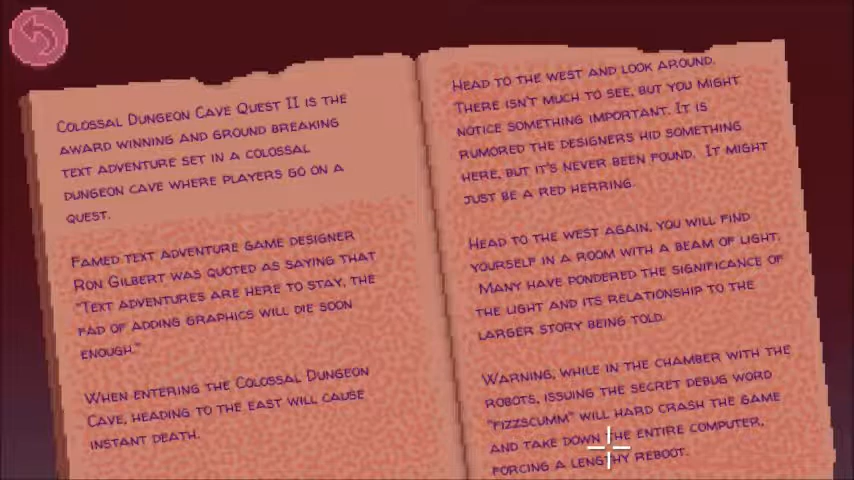 Colossal Dungeon Cave Quest II is the
award winning and ground breaking
text adventure set in a colossal
dungeon cave where players go on a
quest.
Famed text adventure game designer
Ron Gilbert was quoted as saying that
"Text adventures are here to stay, the
fad of adding graphics will die soon
enough."
When entering the Colossal Dungeon
Cave, heading to the east will cause
instant death.
Head to the west and look around.
There isn't much to see, but you might
notice something important. It is
rumored the designers hid something
here, but it's never been found. It might
just be a red herring.
Head to the west again, you will find
yourself in a room with a beam of light.
Many have pondered the significance of
the light and its relationship to the
larger story being told.
Warning, while in the chamber with the
robots, issuing the secret debug word
"fizzscumm" will hard crash the game
and take down the entire computer,
forcing a lengthy reboot.